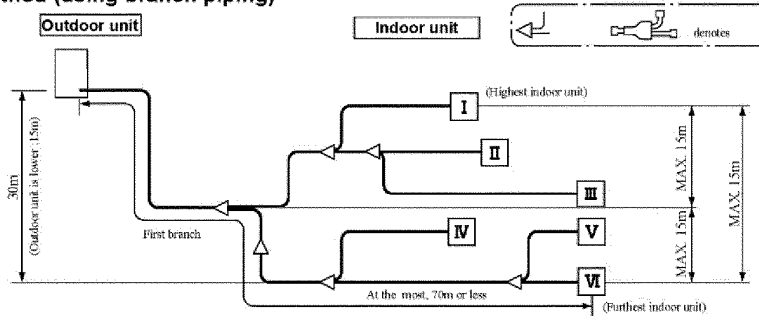 thod (using branch piping)
Outdoor unit
Indoor unit
denotes
(Highest indoor unit)
I
II
III
IV
V
VI
30m
(Outdoor unit is lower :15m)
First branch
At the most, 70m or less
(Furthest indoor unit)
MAX. 15m
MAX. 15m
MAX. 15m